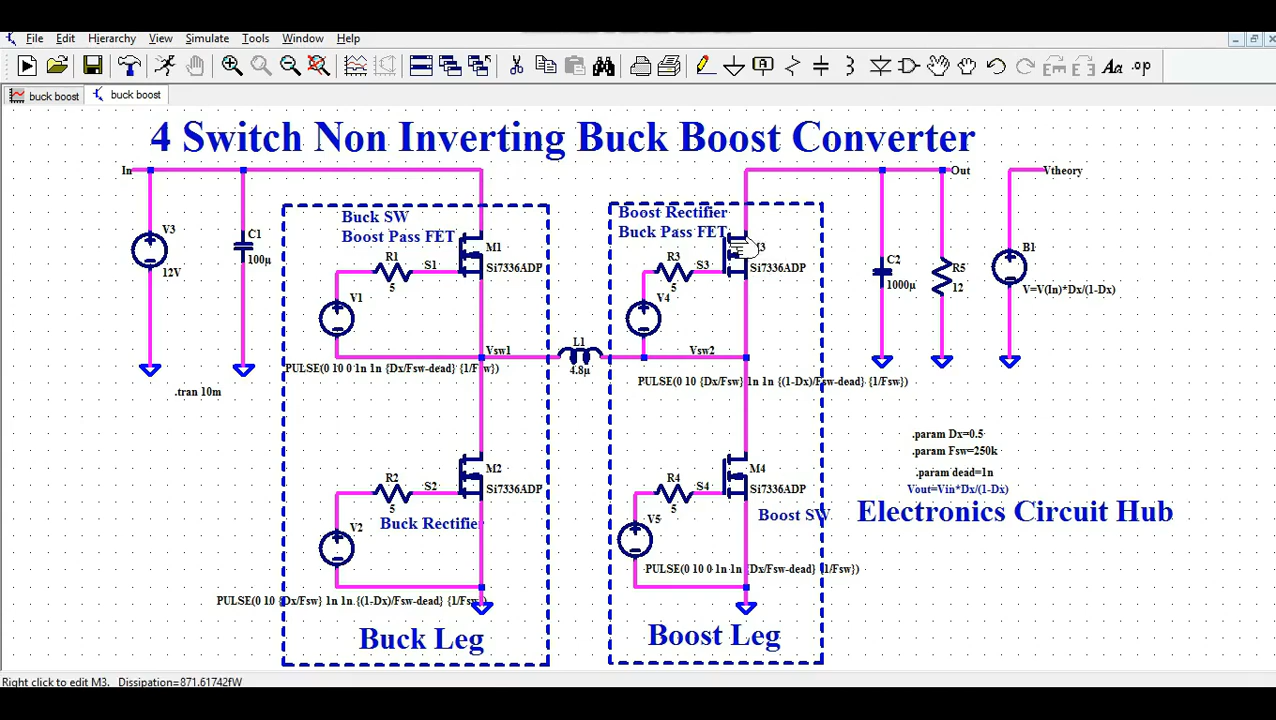 File Edit Hierarchy View Simulate Tools Window Help
.op
buck boost
buck boost
4 Switch Non Inverting Buck Boost Converter
In
Out
Vtheory
Buck SW
Boost Pass FET
Boost Rectifier
Buck Pass FET
V3
12V
C1
100µ
R1
5
S1
M1
Si7336ADP
V1
R3
5
S3
Si7336ADP
V4
C2
1000µ
R5
12
B1
V=V(In)*Dx/(1-Dx)
Vsw1
L1
4.8µ
Vsw2
PULSE(0 10 0 1n 1n {Dx/Fsw-dead} {1/Fsw})
PULSE(0 10 {Dx/Fsw} 1n 1n {(1-Dx)/Fsw-dead} {1/Fsw})
.tran 10m
.param Dx=0.5
.param Fsw=250k
.param dead=1n
Vout=Vin*Dx/(1-Dx)
R2
5
S2
M2
Si7336ADP
V2
Buck Rectifier
R4
5
S4
M4
Si7336ADP
V5
Boost SW
Electronics Circuit Hub
PULSE(0 10 0 1n 1n {Dx/Fsw-dead} {1/Fsw})
PULSE(0 10 {Dx/Fsw} 1n 1n {(1-Dx)/Fsw-dead} {1/Fsw})
Buck Leg
Boost Leg
Right click to edit M3. Dissipation=871.61742fW